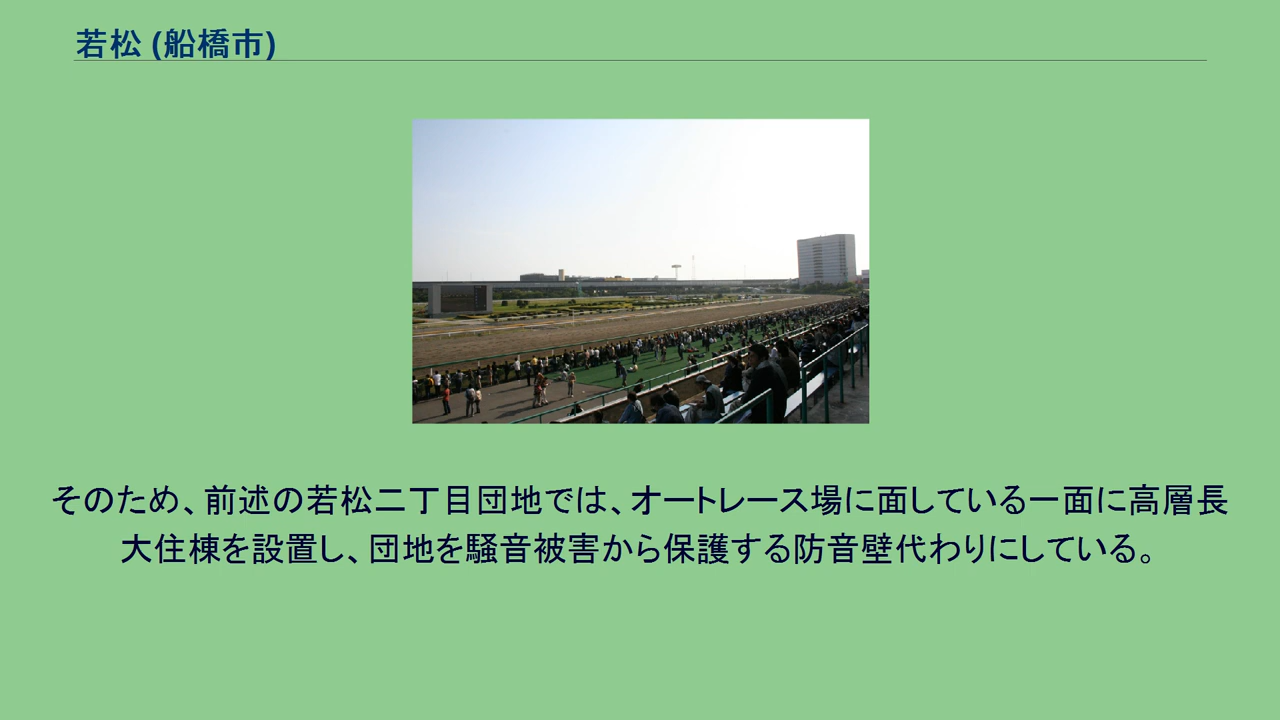 若松 (船橋市)
そのため、前述の若松二丁目団地では、オートレース場に面している一面に高層長
大住棟を設置し、団地を騒音被害から保護する防音壁代わりにしている。